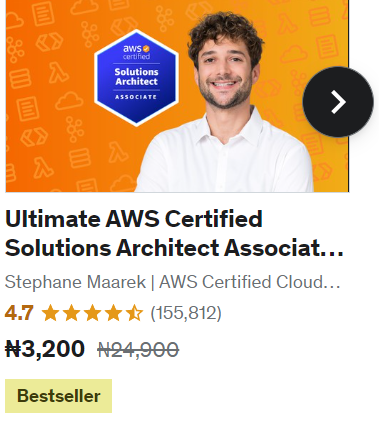 aws
certified
Solutions
Architect
ASSOCIATE
Ultimate AWS Certified
Solutions Architect Associat...
Stephane Maarek | AWS Certified Cloud...
4.7 (155,812)
₦3,200 ₦24,900
Bestseller